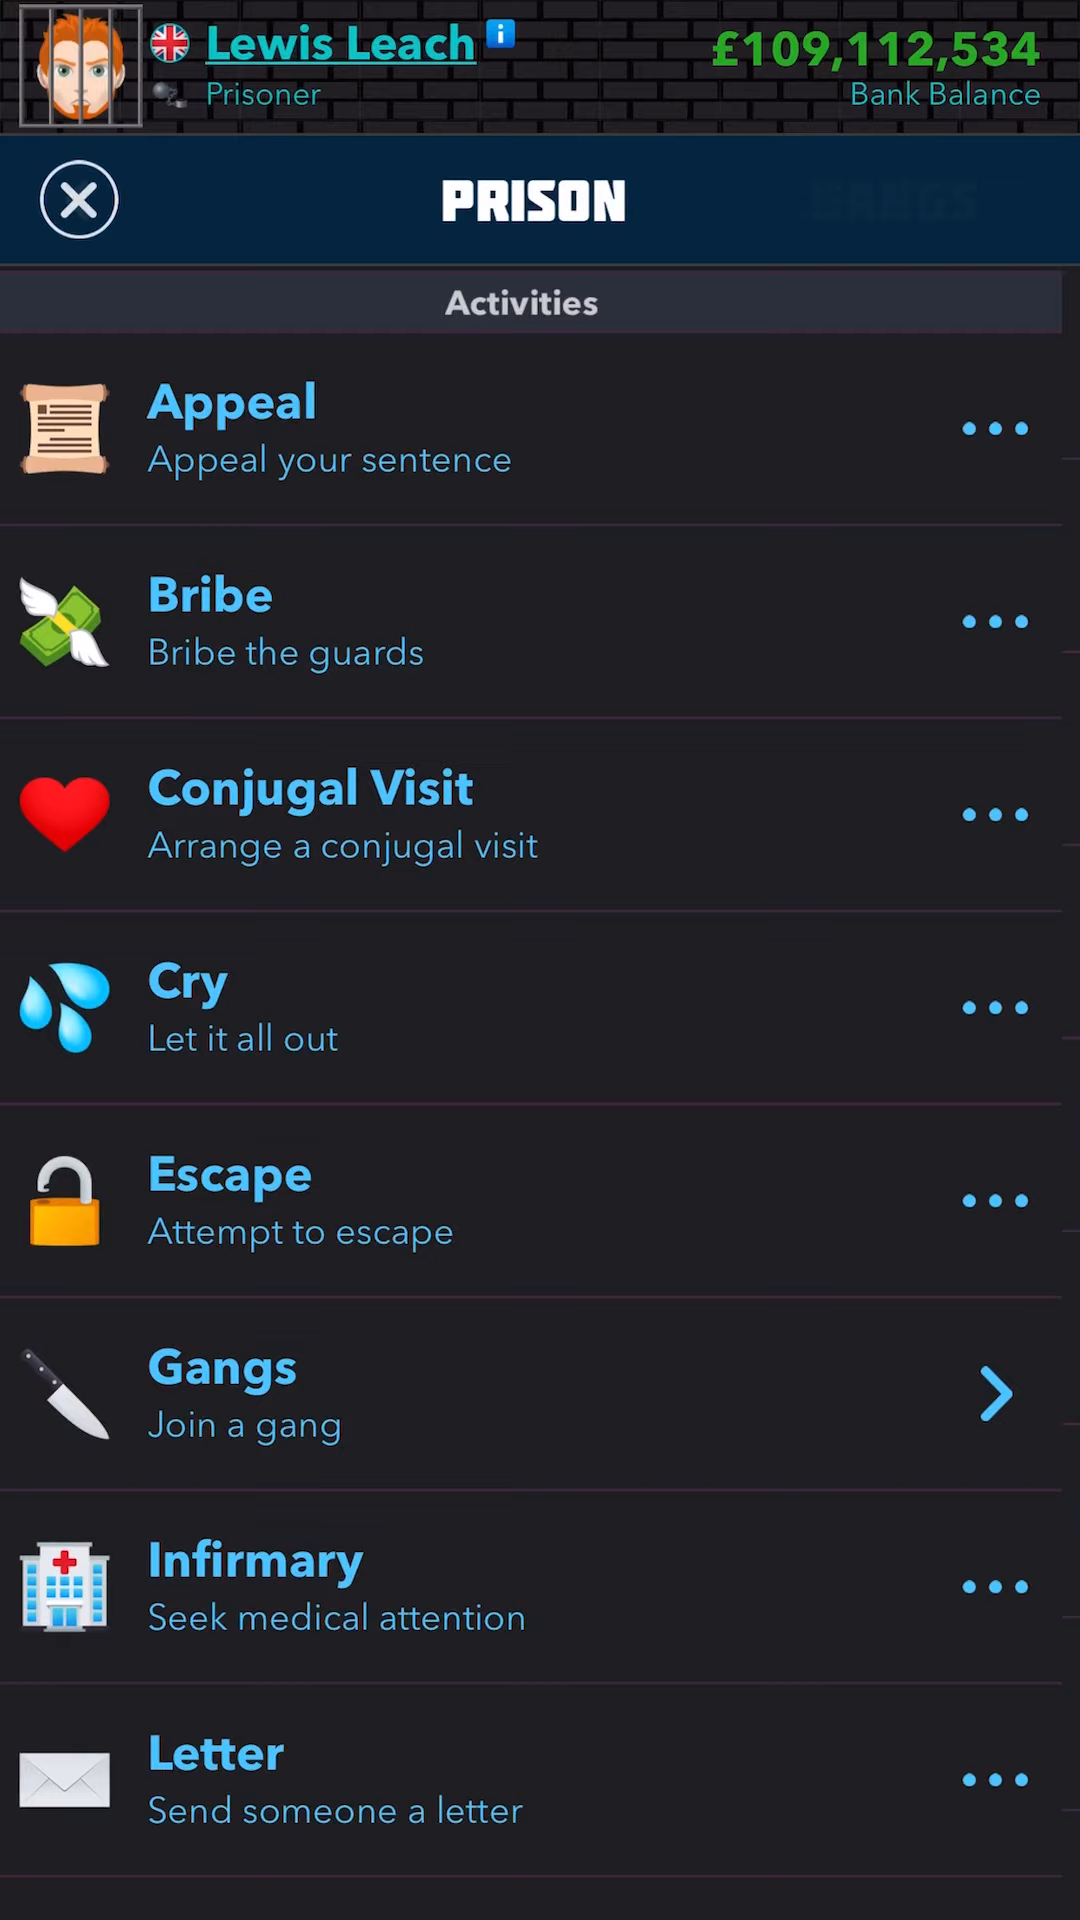 Lewis Leach
£109,112,534
Prisoner
Bank Balance
PRISON
GANGS
Activities
Appeal
Appeal your sentence
Bribe
Bribe the guards
Conjugal Visit
Arrange a conjugal visit
Cry
Let it all out
Escape
Attempt to escape
Gangs
Join a gang
Infirmary
Seek medical attention
Letter
Send someone a letter